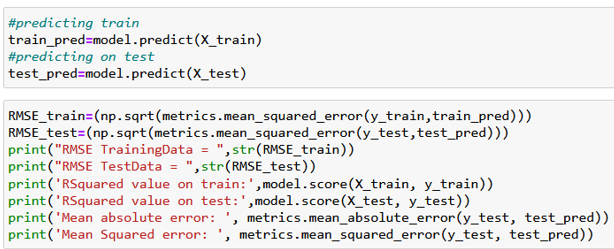 #predicting train
train_pred=model.predict(X_train)
#predicting on test
test_pred=model.predict(X_test)
RMSE_train=(np.sqrt(metrics.mean_squared_error(y_train,train_pred)))
RMSE_test=(np.sqrt(metrics.mean_squared_error(y_test,test_pred)))
print("RMSE TrainingData = ",str(RMSE_train))
print("RMSE TestData = ",str(RMSE_test))
print('RSquared value on train:',model.score(X_train, y_train))
print('RSquared value on test:',model.score(X_test, y_test))
print('Mean absolute error: ', metrics.mean_absolute_error(y_test, test_pred))
print('Mean Squared error: ', metrics.mean_squared_error(y_test, test_pred))